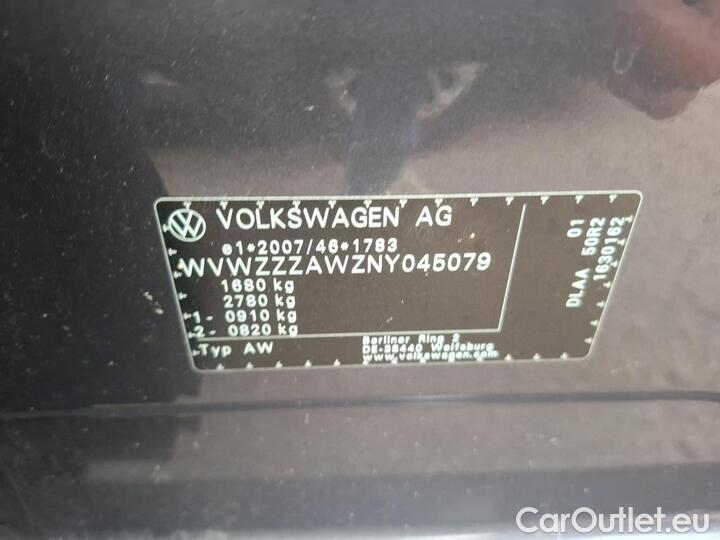 VOLKSWAGEN AG
e1*2007/46*1783
WVWZZZAWZNY045079
1680 kg
2780 kg
1- 0910 kg
2- 0820 kg
Typ AW
Berliner Ring 2
DE-38440 Wolfsburg
www.volkswagen.com
01
DLAA 50R2
1630162
CarOutlet.eu